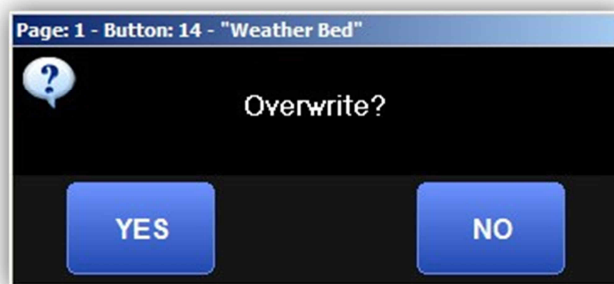 Page: 1 - Button: 14 - "Weather Bed"
?
Overwrite?
YES
NO